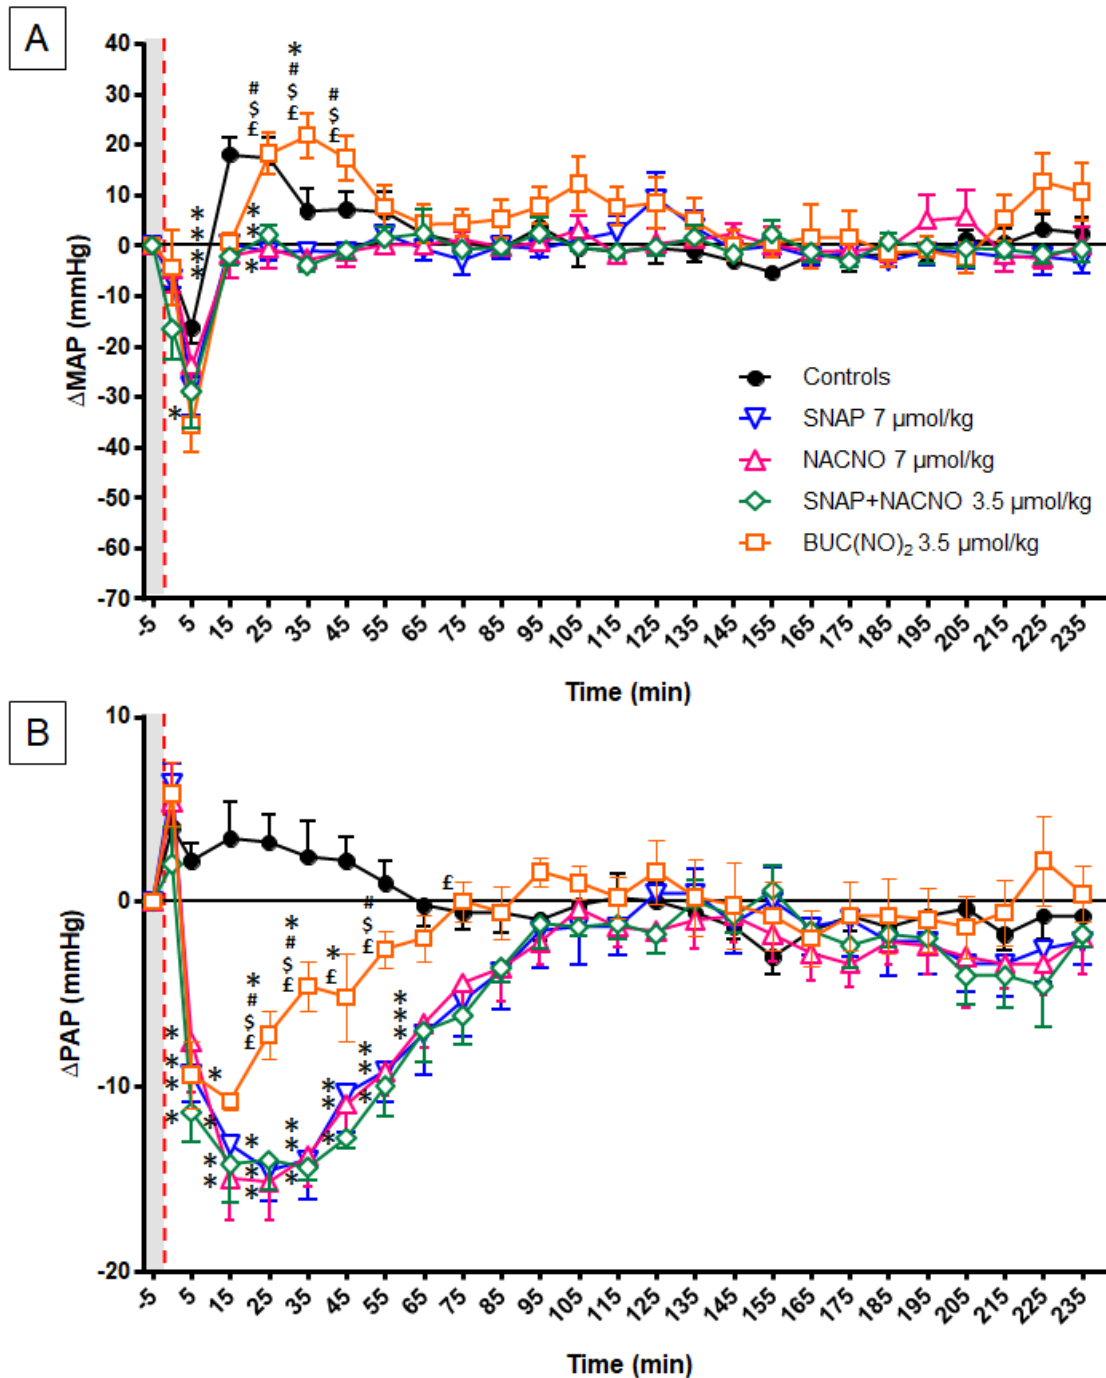 A
40
30
20
10
0
-10
-20
-30
-40
-50
-60
-70
ΔMAP (mmHg)
# $ £
* # $ £
# $ £
* * * *
* *
*
*
Controls
SNAP 7 µmol/kg
NACNO 7 µmol/kg
SNAP+NACNO 3.5 µmol/kg
BUC(NO)₂ 3.5 µmol/kg
-5 5 15 25 35 45 55 65 75 85 95 105 115 125 135 145 155 165 175 185 195 205 215 225 235
Time (min)
B
10
0
-10
-20
ΔPAP (mmHg)
£
# $ £
* # $ £
* £
* # $ £
* * *
*
* * *
* * *
* *
*
* *
*
* * *
*
* *
*
*
-5 5 15 25 35 45 55 65 75 85 95 105 115 125 135 145 155 165 175 185 195 205 215 225 235
Time (min)